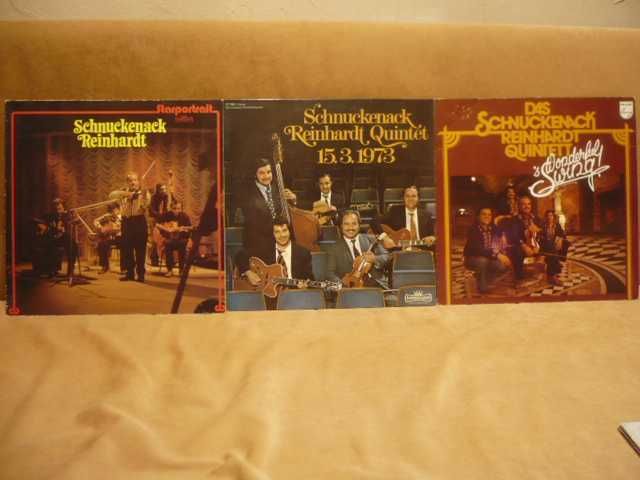 Starportrait
Schnuckenack
Reinhardt
Schnuckenack
Reinhardt Quintet
15.3.1973
DAS
SCHNUCKENACK
REINHARDT
QUINTETT
'S Wonderful
Swing!